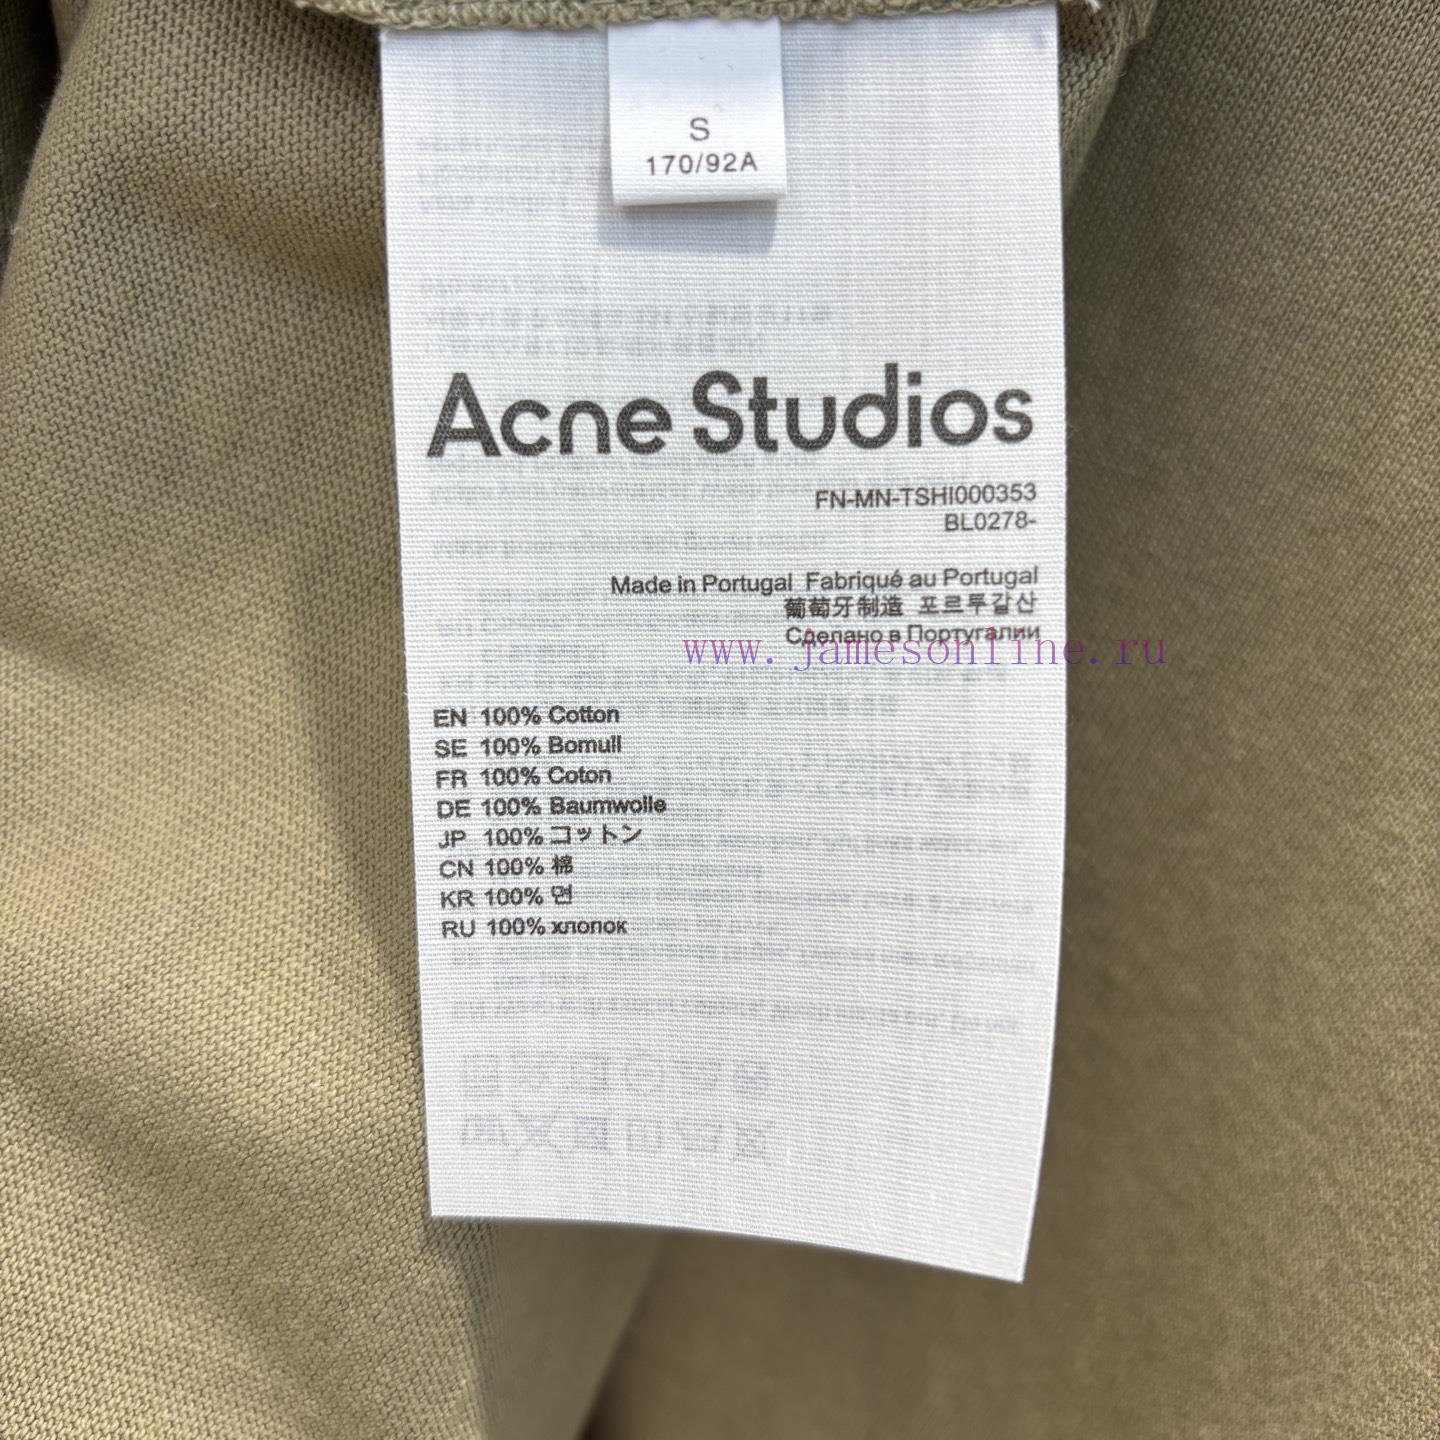 S
170/92A
Acne Studios
FN-MN-TSHI000353
BL0278-
Made in Portugal Fabriqué au Portugal
葡萄牙制造 포르투갈산
Сделано в Португалии
www.jamesonline.ru
EN 100% Cotton
SE 100% Bomull
FR 100% Coton
DE 100% Baumwolle
JP 100% コットン
CN 100% 棉
KR 100% 면
RU 100% хлопок